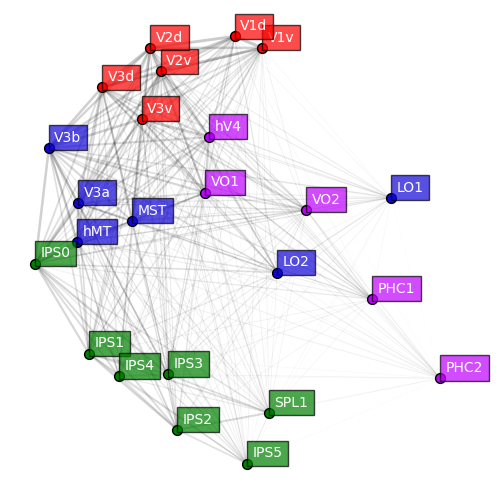 V1d
V1v
V2d
V2v
V3d
V3v
hV4
V3b
VO1
V3a
LO1
VO2
MST
hMT
IPS0
LO2
PHC1
IPS1
IPS4
IPS3
PHC2
SPL1
IPS2
IPS5